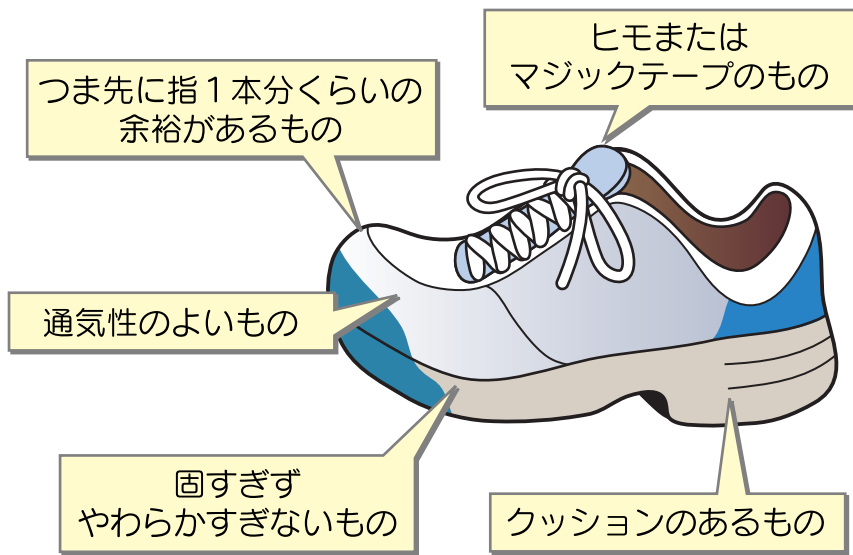 ヒモまたは
マジックテープのもの
つま先に指１本分くらいの
余裕があるもの
通気性のよいもの
固すぎず
やわらかすぎないもの
クッションのあるもの